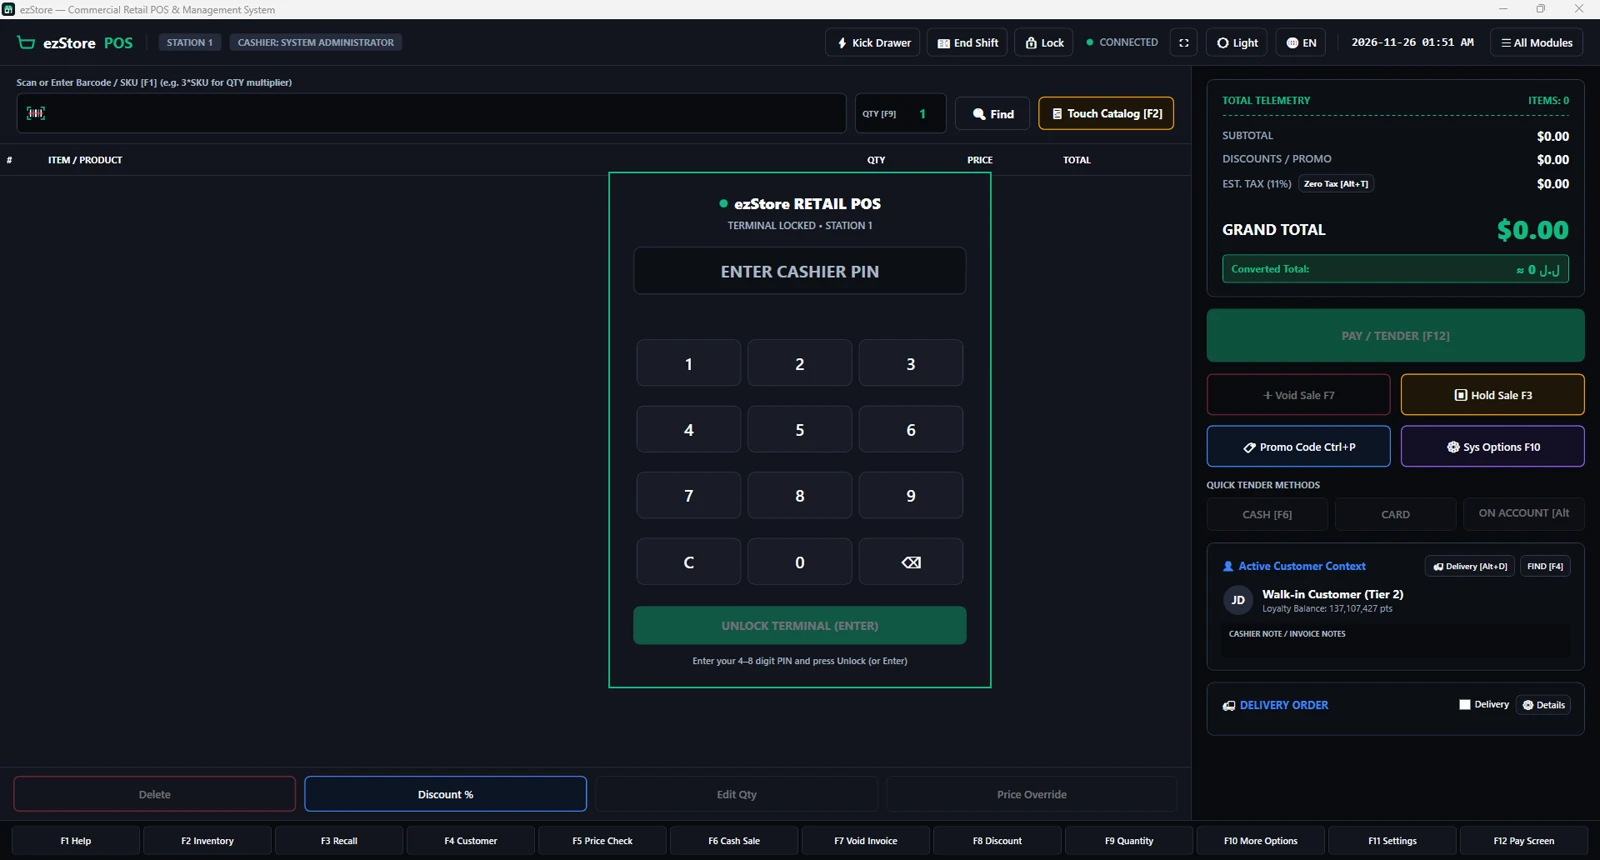 ezStore — Commercial Retail POS & Management System
ezStore POS
STATION 1
CASHIER: SYSTEM ADMINISTRATOR
Kick Drawer
End Shift
Lock
CONNECTED
Light
EN
2026-11-26 01:51 AM
All Modules
Scan or Enter Barcode / SKU [F1] (e.g. 3*SKU for QTY multiplier)
QTY [F9] 1
Find
Touch Catalog [F2]
# ITEM / PRODUCT QTY PRICE TOTAL
ezStore RETAIL POS
TERMINAL LOCKED • STATION 1
ENTER CASHIER PIN
1 2 3
4 5 6
7 8 9
C 0 ⌫
UNLOCK TERMINAL (ENTER)
Enter your 4–8 digit PIN and press Unlock (or Enter)
TOTAL TELEMETRY ITEMS: 0
SUBTOTAL $0.00
DISCOUNTS / PROMO $0.00
EST. TAX (11%) Zero Tax [Alt+T] $0.00
GRAND TOTAL $0.00
Converted Total: ≈ 0 ل.ل
PAY / TENDER [F12]
Void Sale F7
Hold Sale F3
Promo Code Ctrl+P
Sys Options F10
QUICK TENDER METHODS
CASH [F6]
CARD
ON ACCOUNT [Alt
Active Customer Context
Delivery [Alt+D]
FIND [F4]
JD
Walk-in Customer (Tier 2)
Loyalty Balance: 137,107,427 pts
CASHIER NOTE / INVOICE NOTES
DELIVERY ORDER
Delivery
Details
Delete
Discount %
Edit Qty
Price Override
F1 Help
F2 Inventory
F3 Recall
F4 Customer
F5 Price Check
F6 Cash Sale
F7 Void Invoice
F8 Discount
F9 Quantity
F10 More Options
F11 Settings
F12 Pay Screen